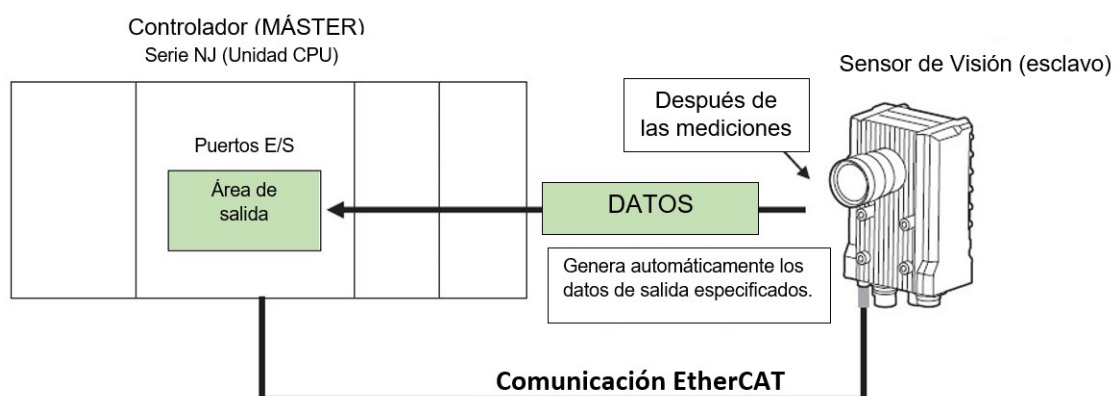 Controlador (MÁSTER)
Serie NJ (Unidad CPU)
Sensor de Visión (esclavo)
Después de
las mediciones
Puertos E/S
Área de
salida
DATOS
Genera automáticamente los
datos de salida especificados.
Comunicación EtherCAT